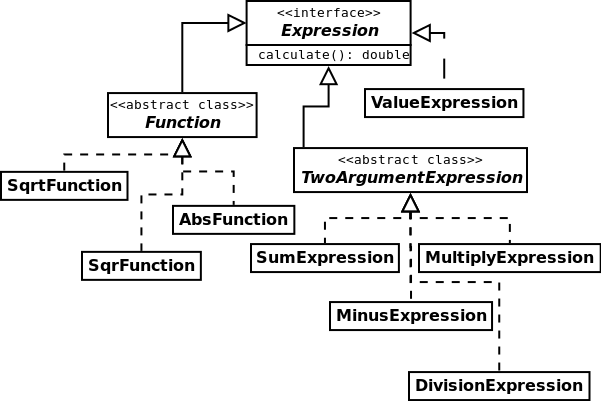 <<interface>>
Expression
calculate(): double
<<abstract class>>
Function
ValueExpression
<<abstract class>>
TwoArgumentExpression
SqrtFunction
AbsFunction
SqrFunction
SumExpression
MultiplyExpression
MinusExpression
DivisionExpression